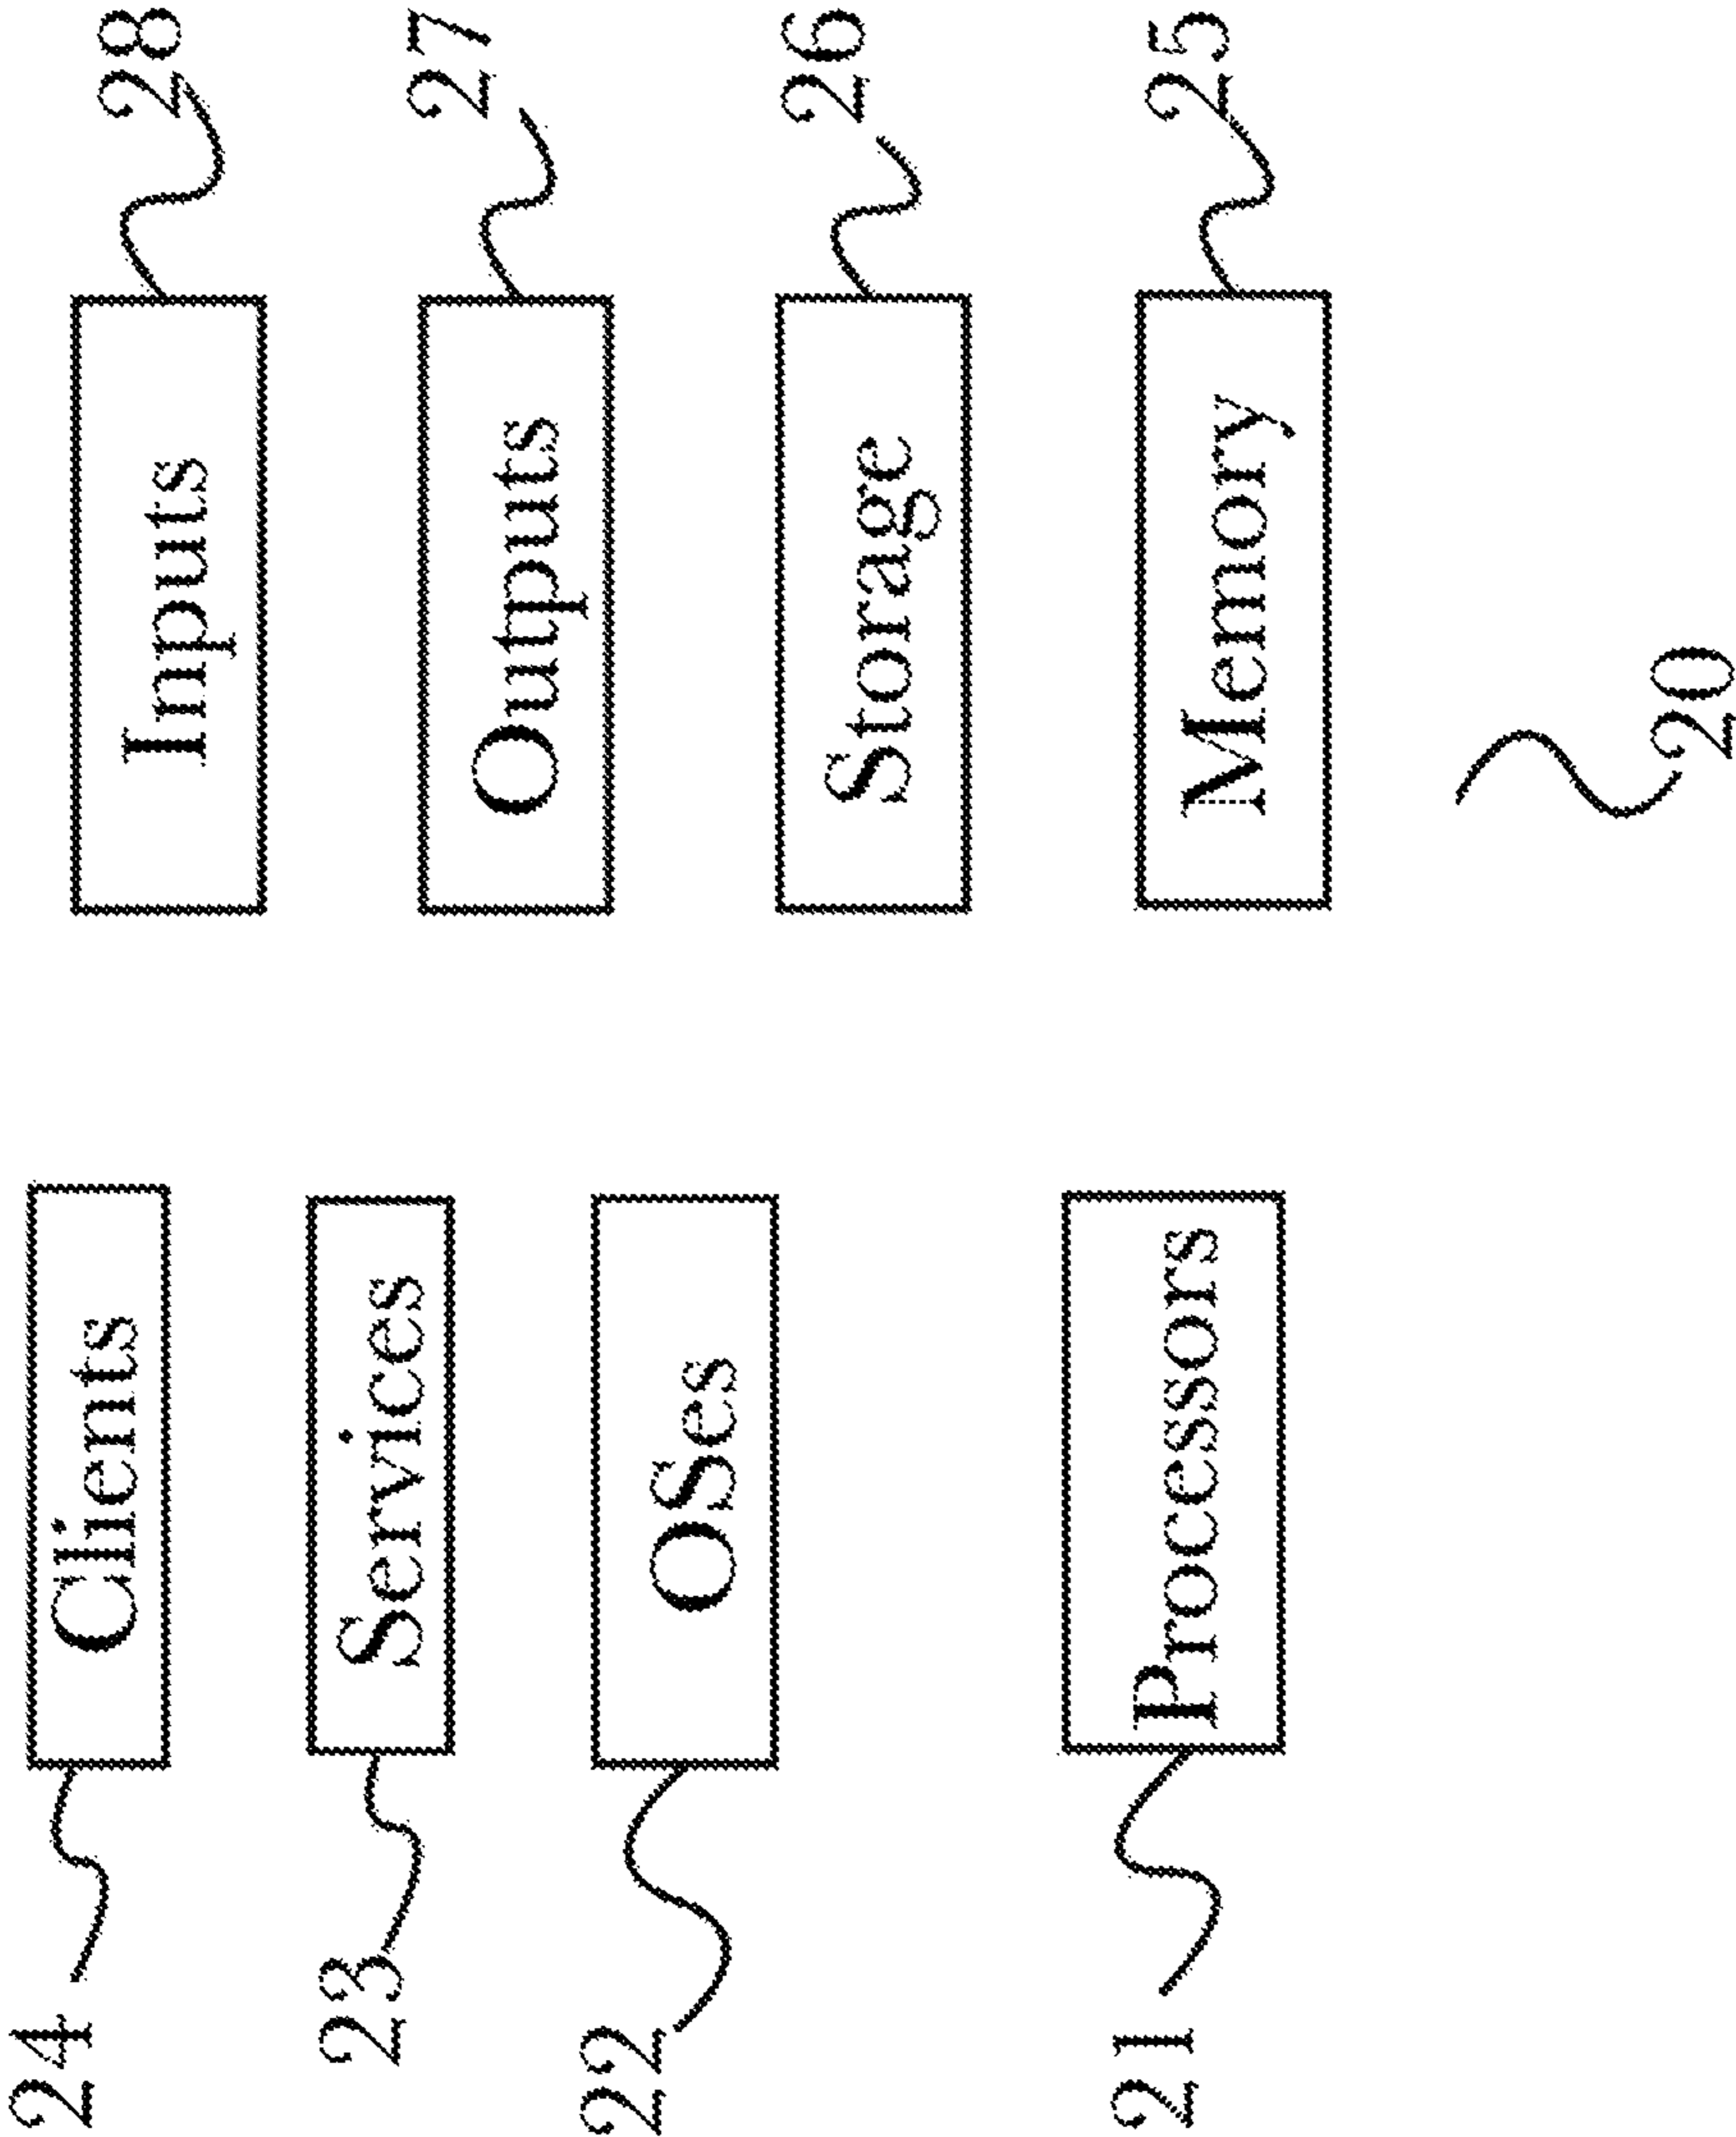 24 Clients Inputs 28
23 Services Outputs 27
22 OSes Storage 26
21 Processors Memory 25
20